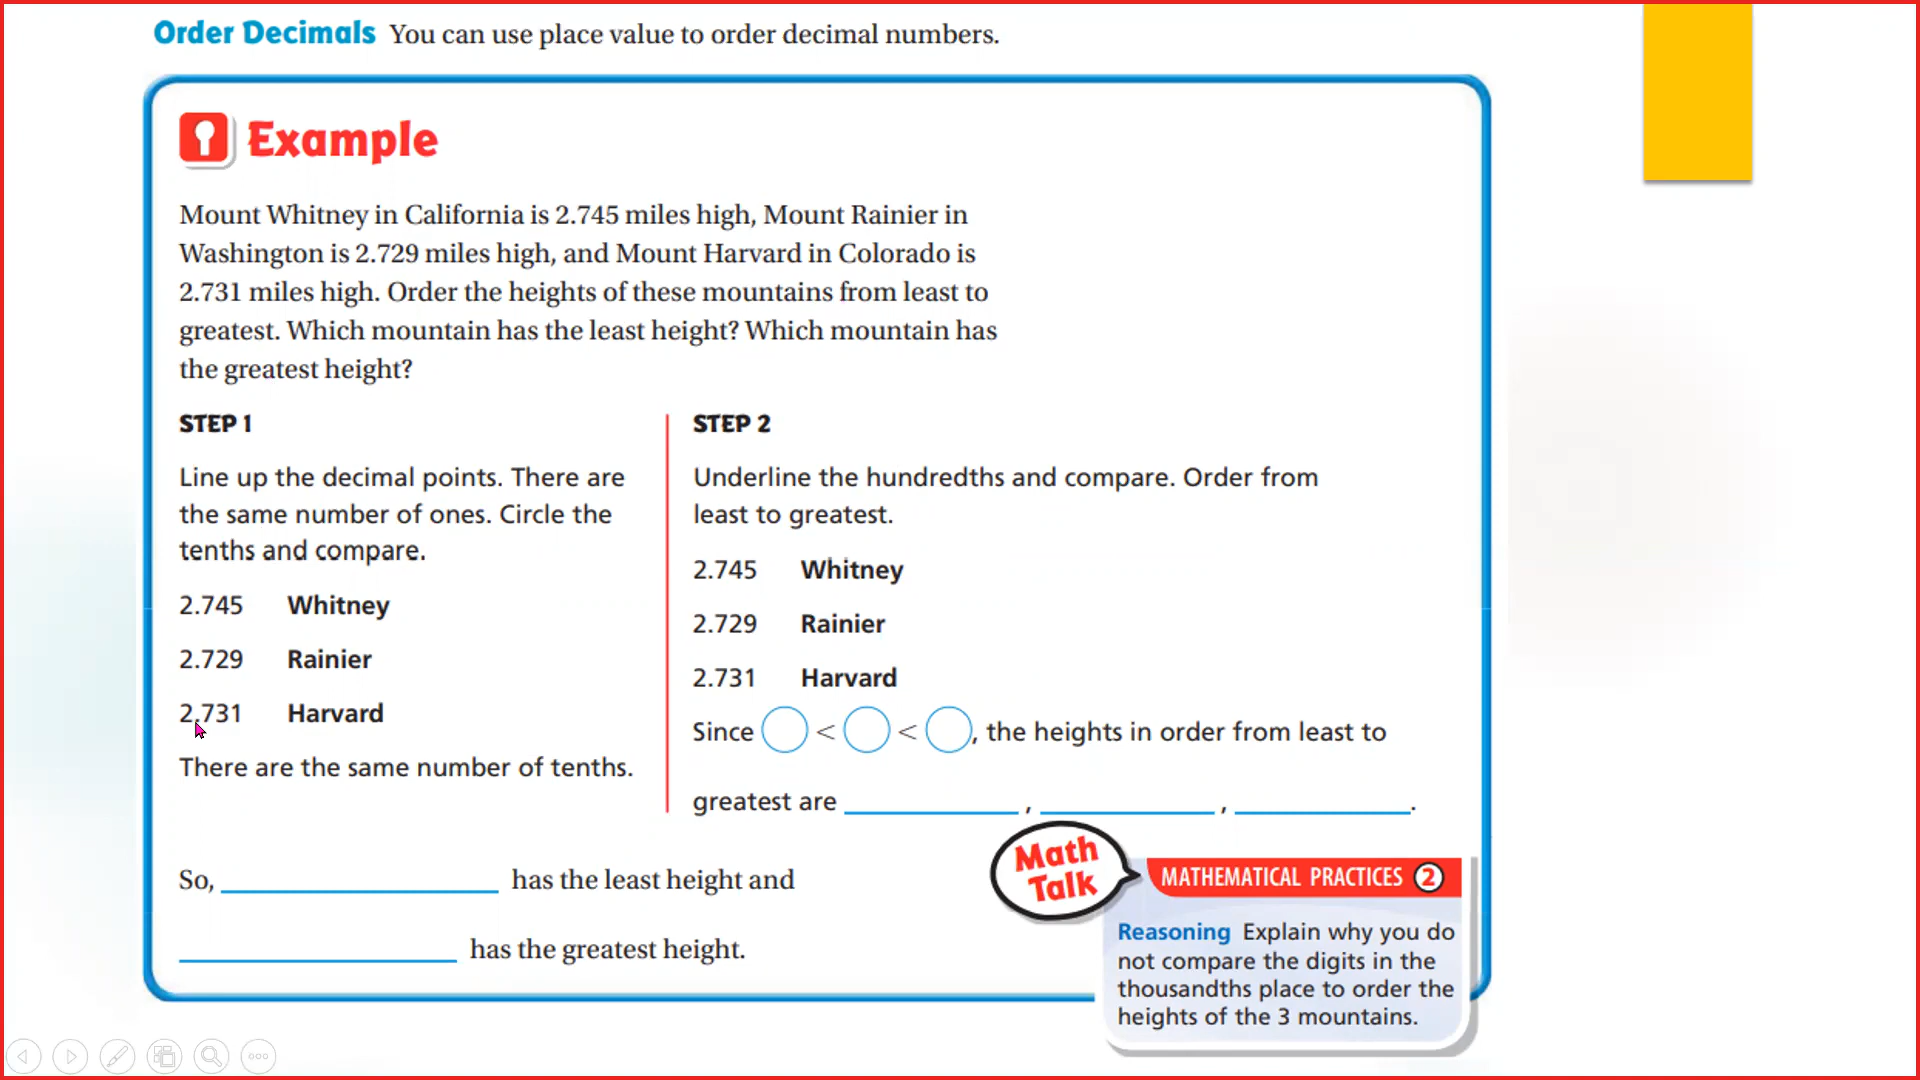 Order Decimals You can use place value to order decimal numbers.
Example
Mount Whitney in California is 2.745 miles high, Mount Rainier in
Washington is 2.729 miles high, and Mount Harvard in Colorado is
2.731 miles high. Order the heights of these mountains from least to
greatest. Which mountain has the least height? Which mountain has
the greatest height?
STEP 1
Line up the decimal points. There are
the same number of ones. Circle the
tenths and compare.
2.745 Whitney
2.729 Rainier
2.731 Harvard
There are the same number of tenths.
STEP 2
Underline the hundredths and compare. Order from
least to greatest.
2.745 Whitney
2.729 Rainier
2.731 Harvard
Since < < , the heights in order from least to
greatest are , , .
So, has the least height and
has the greatest height.
Math
Talk
MATHEMATICAL PRACTICES 2
Reasoning Explain why you do
not compare the digits in the
thousandths place to order the
heights of the 3 mountains.